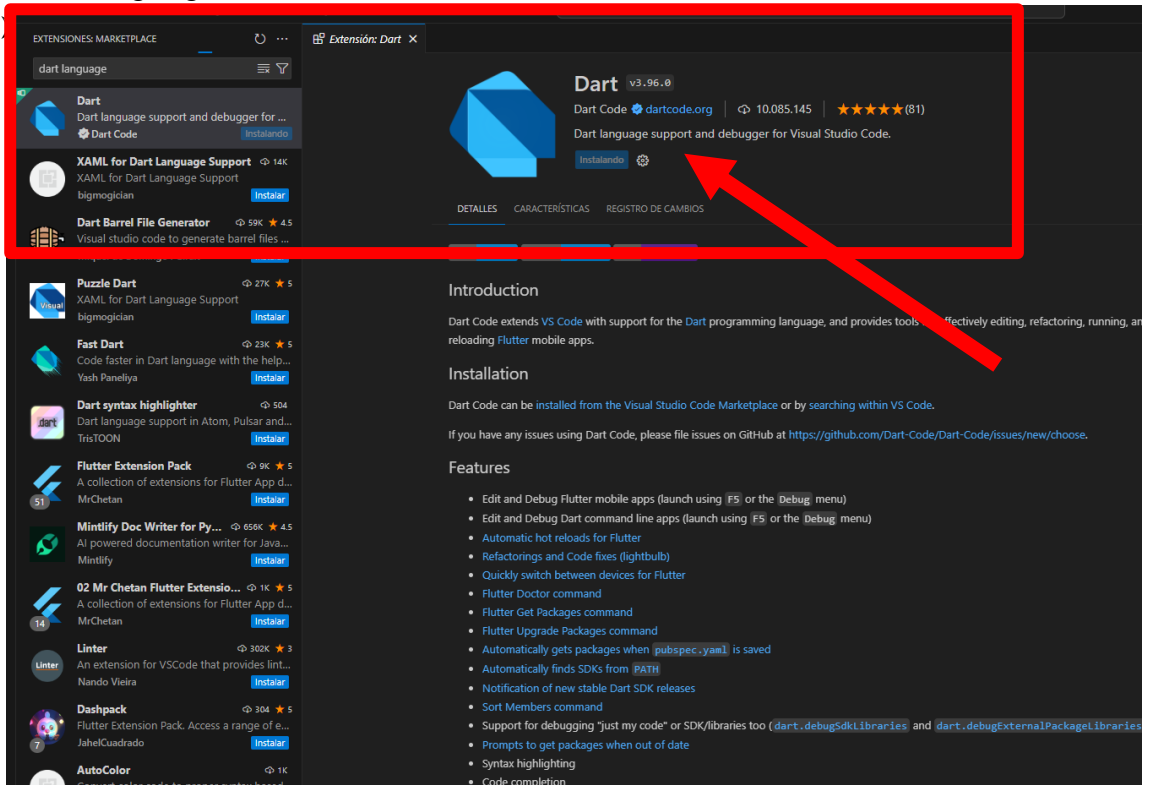 EXTENSIONES: MARKETPLACE
dart language
Dart
Dart language support and debugger for ...
Dart Code
Instalando
XAML for Dart Language Support 14K
XAML for Dart Language Support
bigmogician Instalar
Dart Barrel File Generator 59K 4.5
Visual studio code to generate barrel files ...
Puzzle Dart 27K 5
XAML for Dart Language Support
bigmogician Instalar
Visual
Fast Dart 23K 5
Code faster in Dart language with the help...
Yash Paneliya Instalar
Dart syntax highlighter 504
Dart language support in Atom, Pulsar and...
TrisTOON Instalar
dart
Flutter Extension Pack 9K 5
A collection of extensions for Flutter App d...
MrChetan Instalar
51
Mintlify Doc Writer for Py... 656K 4.5
AI powered documentation writer for Java...
Mintlify Instalar
02 Mr Chetan Flutter Extensio... 1K 5
A collection of extensions for Flutter App d...
MrChetan Instalar
14
Linter 302K 3
An extension for VSCode that provides lint...
Nando Vieira Instalar
Linter
Dashpack 304 5
Flutter Extension Pack. Access a range of e...
JahelCuadrado Instalar
7
AutoColor 1K
Extensión: Dart
Dart v3.96.0
Dart Code dartcode.org 10.085.145 (81)
Dart language support and debugger for Visual Studio Code.
Instalando
DETALLES CARACTERÍSTICAS REGISTRO DE CAMBIOS
Introduction
Dart Code extends VS Code with support for the Dart programming language, and provides tools effectively editing, refactoring, running, an
reloading Flutter mobile apps.
Installation
Dart Code can be installed from the Visual Studio Code Marketplace or by searching within VS Code.
If you have any issues using Dart Code, please file issues on GitHub at https://github.com/Dart-Code/Dart-Code/issues/new/choose.
Features
Edit and Debug Flutter mobile apps (launch using F5 or the Debug menu)
Edit and Debug Dart command line apps (launch using F5 or the Debug menu)
Automatic hot reloads for Flutter
Refactorings and Code fixes (lightbulb)
Quickly switch between devices for Flutter
Flutter Doctor command
Flutter Get Packages command
Flutter Upgrade Packages command
Automatically gets packages when pubspec.yaml is saved
Automatically finds SDKs from PATH
Notification of new stable Dart SDK releases
Sort Members command
Support for debugging "just my code" or SDK/libraries too (dart.debugSdkLibraries and dart.debugExternalPackageLibraries
Prompts to get packages when out of date
Syntax highlighting
Code completion